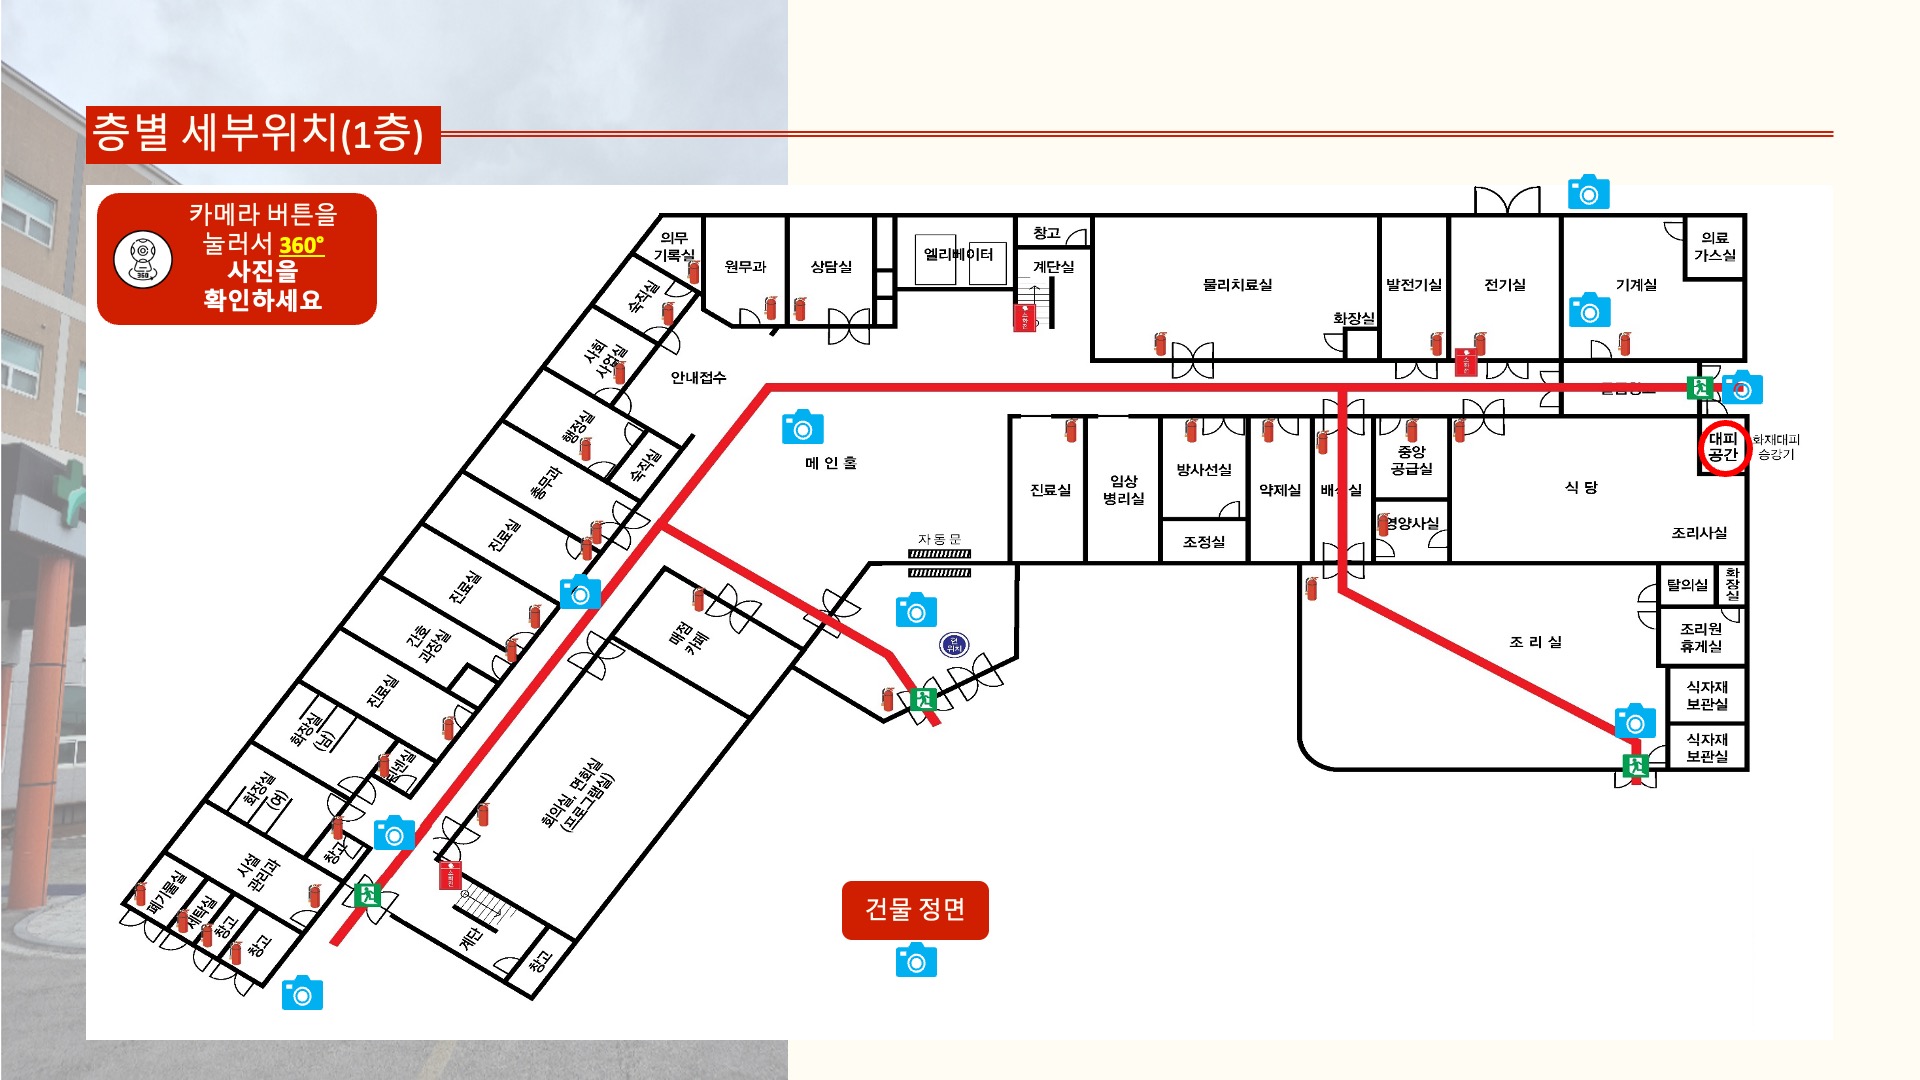 층별 세부위치(1층)
카메라 버튼을
눌러서 360°
사진을
확인하세요
360
의무
기록실
원무과
상담실
엘리베이터
창고
계단실
물리치료실
화장실
발전기실
전기실
기계실
의료
가스실
숙직실
사회
사업실
안내접수
행정실
숙직실
총무과
메 인 홀
진료실
진료실
간호
과장실
진료실
화장실
(남)
린넨실
화장실
(여)
창고
시설
관리과
폐기물실
세탁실
창고
창고
매점
카페
회의실, 면회실
(프로그램실)
계단
창고
자 동 문
현
위치
진료실
임상
병리실
방사선실
조정실
약제실
배선실
중앙
공급실
영양사실
식 당
조리사실
대피
공간
화재대피
승강기
탈의실
화
장
실
조리원
휴게실
조 리 실
식자재
보관실
식자재
보관실
소화전
소화전
소화전
건물 정면